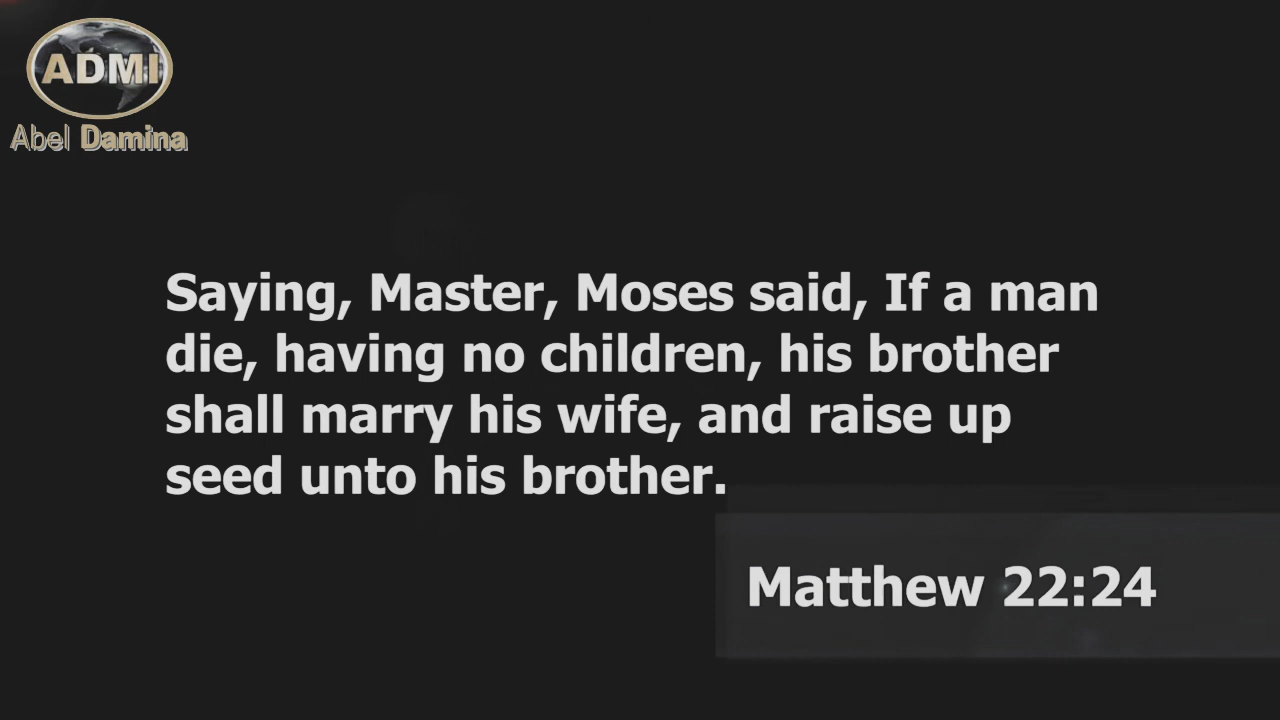 ADMI
Abel Damina
Saying, Master, Moses said, If a man
die, having no children, his brother
shall marry his wife, and raise up
seed unto his brother.
Matthew 22:24